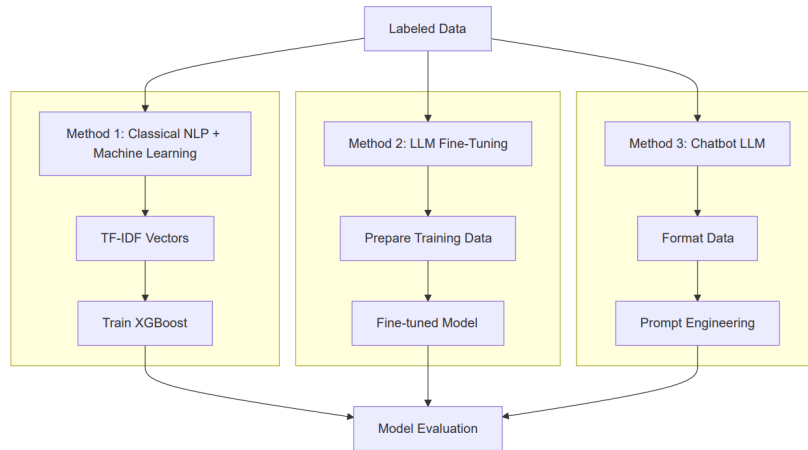 Labeled Data
Method 1: Classical NLP +
Machine Learning
Method 2: LLM Fine-Tuning
Method 3: Chatbot LLM
TF-IDF Vectors
Prepare Training Data
Format Data
Train XGBoost
Fine-tuned Model
Prompt Engineering
Model Evaluation